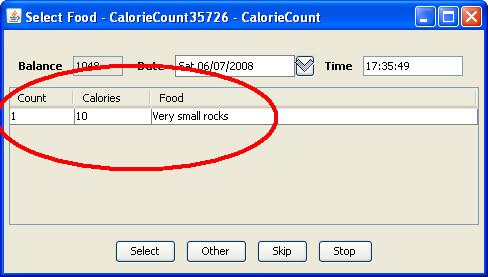 Select Food - CalorieCount35726 - CalorieCount
Balance 1048 Date Sat 06/07/2008 Time 17:35:49
Count Calories Food
1 10 Very small rocks
Select Other Skip Stop